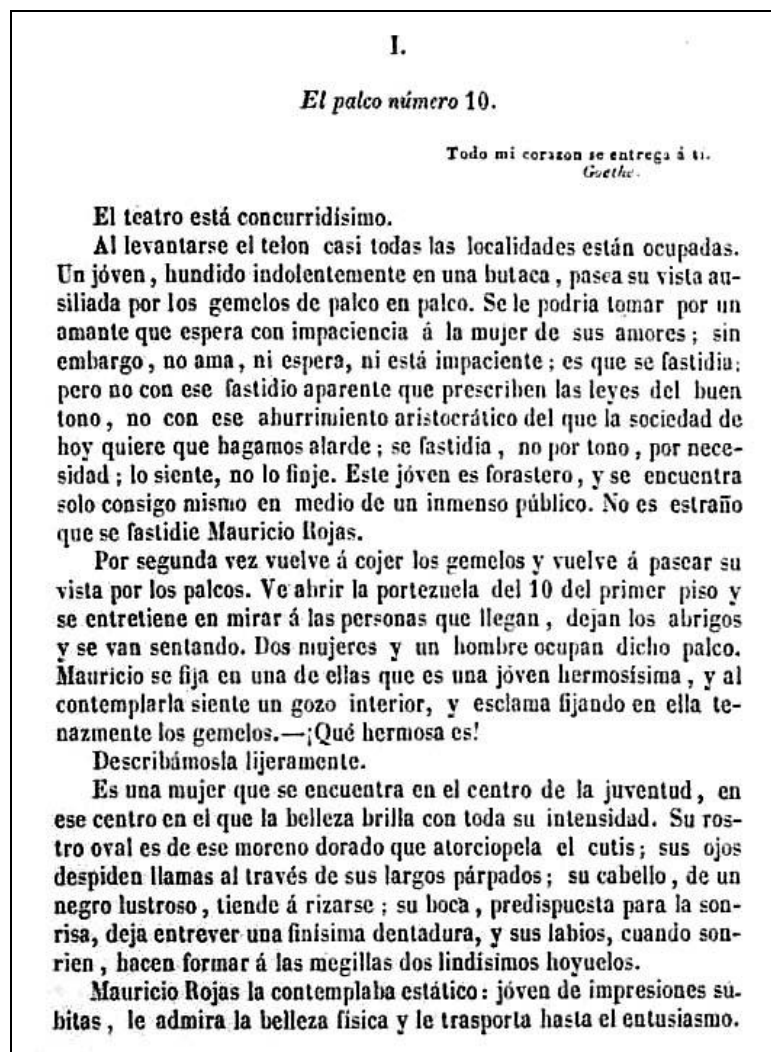 I.
El palco número 10.
Todo mi corazon se entrega á ti.
Goethe.
El teatro está concurridísimo.
Al levantarse el telon casi todas las localidades están ocupadas.
Un jóven, hundido indolentemente en una butaca, pasea su vista au-
siliada por los gemelos de palco en palco. Se le podria tomar por un
amante que espera con impaciencia á la mujer de sus amores; sin
embargo, no ama, ni espera, ni está impaciente; es que se fastidia;
pero no con ese fastidio aparente que prescriben las leyes del buen
tono, no con ese aburrimiento aristocrático del que la sociedad de
hoy quiere que hagamos alarde; se fastidia, no por tono, por nece-
sidad; lo siente, no lo finje. Este jóven es forastero, y se encuentra
solo consigo mismo en medio de un inmenso público. No es estraño
que se fastidie Mauricio Rojas.
Por segunda vez vuelve á cojer los gemelos y vuelve á pasear su
vista por los palcos. Ve abrir la portezuela del 10 del primer piso y
se entretiene en mirar á las personas que llegan, dejan los abrigos
y se van sentando. Dos mujeres y un hombre ocupan dicho palco.
Mauricio se fija en una de ellas que es una jóven hermosísima, y al
contemplarla siente un gozo interior, y esclama fijando en ella te-
nazmente los gemelos.—¡Qué hermosa es!
Describámosla lijeramente.
Es una mujer que se encuentra en el centro de la juventud, en
ese centro en el que la belleza brilla con toda su intensidad. Su ros-
tro oval es de ese moreno dorado que atorciopela el cutis; sus ojos
despiden llamas al través de sus largos párpados; su cabello, de un
negro lustroso, tiende á rizarse; su boca, predispuesta para la son-
risa, deja entrever una finísima dentadura, y sus labios, cuando son-
rien, hacen formar á las megillas dos lindísimos hoyuelos.
Mauricio Rojas la contemplaba estático: jóven de impresiones sú-
bitas, le admira la belleza física y le trasporta hasta el entusiasmo.